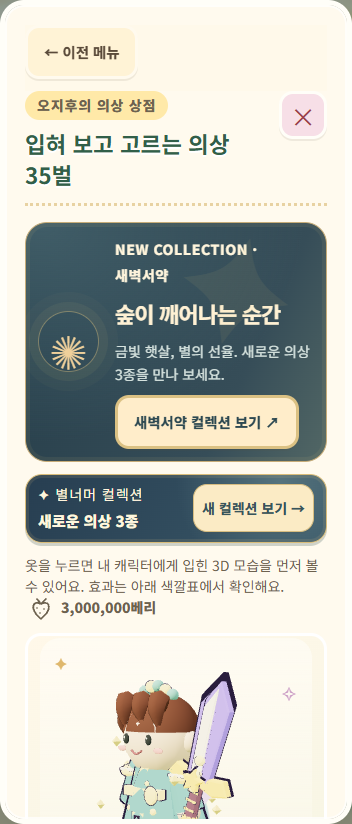 ← 이전 메뉴
오지후의 의상 상점
입혀 보고 고르는 의상
35벌
NEW COLLECTION ·
새벽서약
숲이 깨어나는 순간
금빛 햇살, 별의 선율. 새로운 의상
3종을 만나 보세요.
새벽서약 컬렉션 보기 ↗
✦ 별너머 컬렉션
새로운 의상 3종
새 컬렉션 보기 →
옷을 누르면 내 캐릭터에게 입힌 3D 모습을 먼저 볼
수 있어요. 효과는 아래 색깔표에서 확인해요.
3,000,000베리